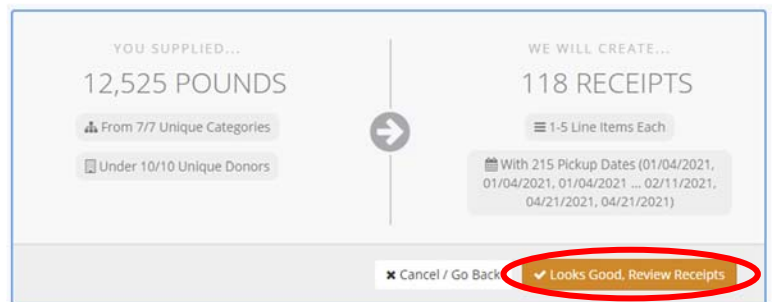 YOU SUPPLIED...
12,525 POUNDS
From 7/7 Unique Categories
Under 10/10 Unique Donors
WE WILL CREATE...
118 RECEIPTS
1-5 Line Items Each
With 215 Pickup Dates (01/04/2021,
01/04/2021, 01/04/2021 ... 02/11/2021,
04/21/2021, 04/21/2021)
Cancel / Go Back
Looks Good, Review Receipts